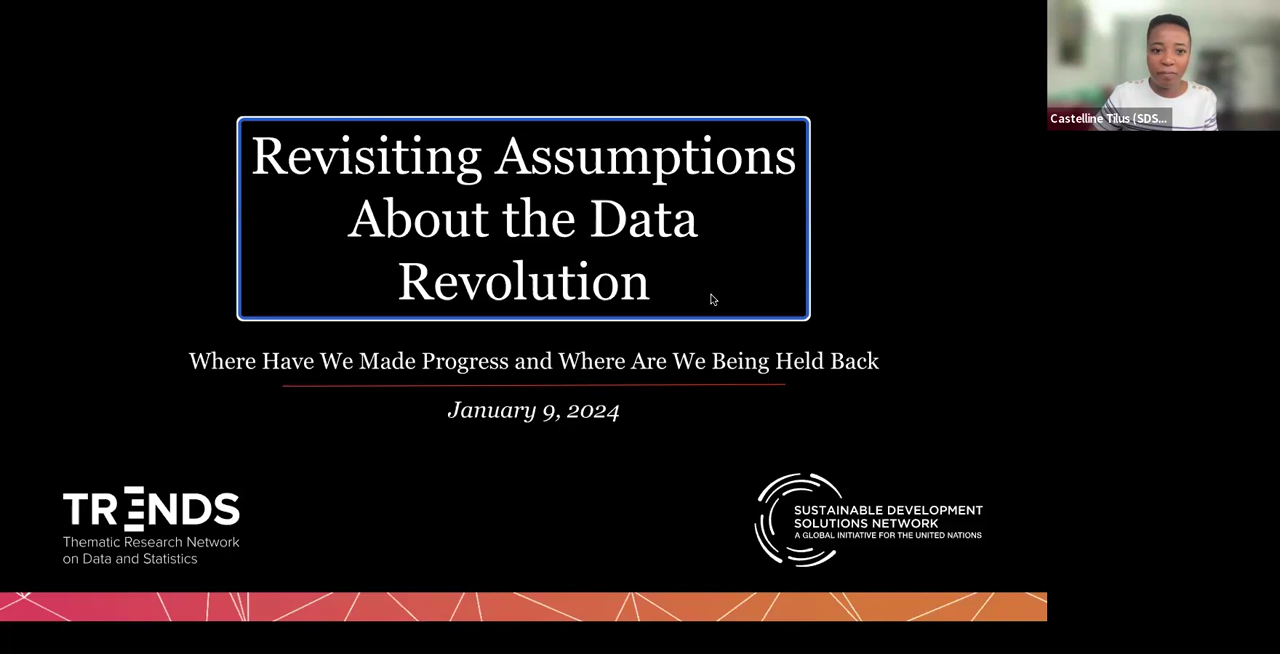 Revisiting Assumptions
About the Data
Revolution
Where Have We Made Progress and Where Are We Being Held Back
January 9, 2024
TRENDS
Thematic Research Network
on Data and Statistics
SUSTAINABLE DEVELOPMENT
SOLUTIONS NETWORK
A GLOBAL INITIATIVE FOR THE UNITED NATIONS
Castelline Tilus (SDS...